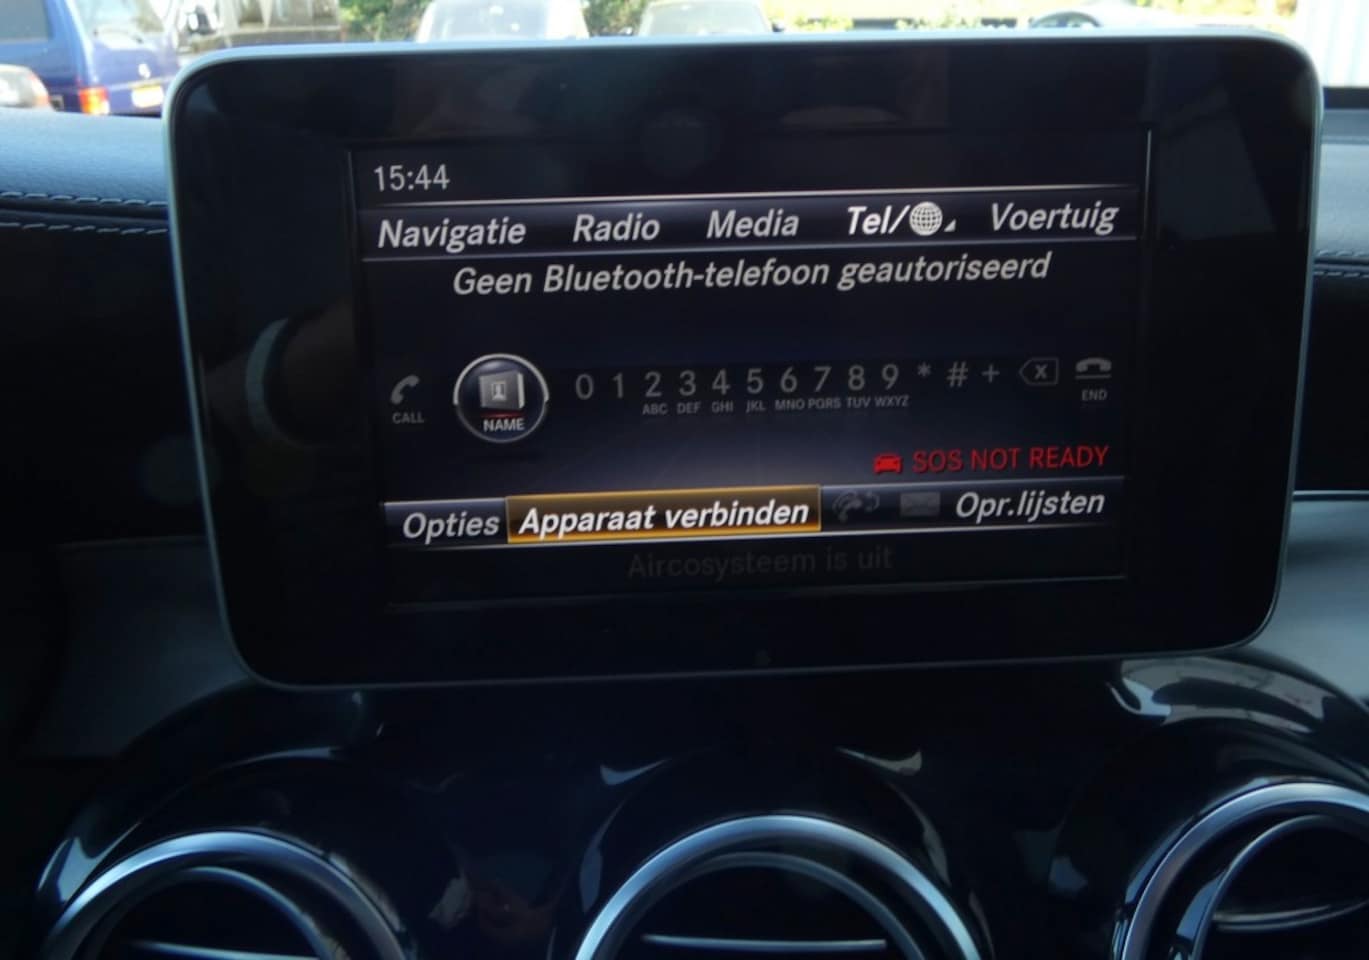 15:44
Navigatie Radio Media Tel/ Voertuig
Geen Bluetooth-telefoon geautoriseerd
0 1 2 3 4 5 6 7 8 9 * # + x
CALL NAME ABC DEF GHI JKL MNO PQRS TUV WXYZ END
SOS NOT READY
Opties Apparaat verbinden Opr.lijsten
Aircosysteem is uit